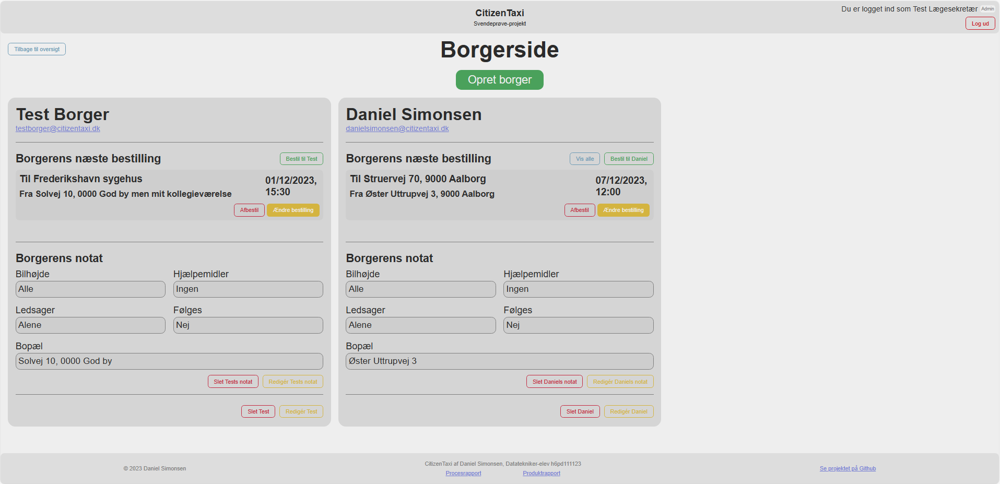 CitizenTaxi
Svendeprøve-projekt
Du er logget ind som Test Lægesekretær Admin
Log ud
Tilbage til oversigt
Borgerside
Opret borger
Test Borger
testborger@citizentaxi.dk
Borgerens næste bestilling
Bestil til Test
Til Frederikshavn sygehus
01/12/2023,
15:30
Fra Solvej 10, 0000 God by men mit kollegieværelse
Afbestil
Ændre bestilling
Borgerens notat
Bilhøjde
Hjælpemidler
Alle
Ingen
Ledsager
Følges
Alene
Nej
Bopæl
Solvej 10, 0000 God by
Slet Tests notat
Redigér Tests notat
Slet Test
Redigér Test
Daniel Simonsen
danielsimonsen@citizentaxi.dk
Borgerens næste bestilling
Vis alle
Bestil til Daniel
Til Struervej 70, 9000 Aalborg
07/12/2023,
12:00
Fra Øster Uttrupvej 3, 9000 Aalborg
Afbestil
Ændre bestilling
Borgerens notat
Bilhøjde
Hjælpemidler
Alle
Ingen
Ledsager
Følges
Alene
Nej
Bopæl
Øster Uttrupvej 3
Slet Daniels notat
Redigér Daniels notat
Slet Daniel
Redigér Daniel
© 2023 Daniel Simonsen
CitizenTaxi af Daniel Simonsen, Datatekniker-elev h6pd111123
Procesrapport
Produktrapport
Se projektet på Github